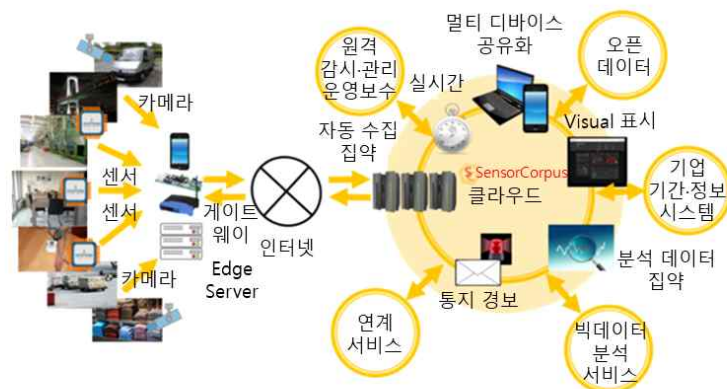 카메라
센서
센서
카메라
게이트
웨이
Edge
Server
인터넷
자동 수집
집약
원격
감시·관리
운영보수
실시간
멀티 디바이스
공유화
오픈
데이터
Visual 표시
SensorCorpus
클라우드
기업
기간·정보
시스템
분석 데이터
집약
통지 경보
연계
서비스
빅데이터
분석
서비스